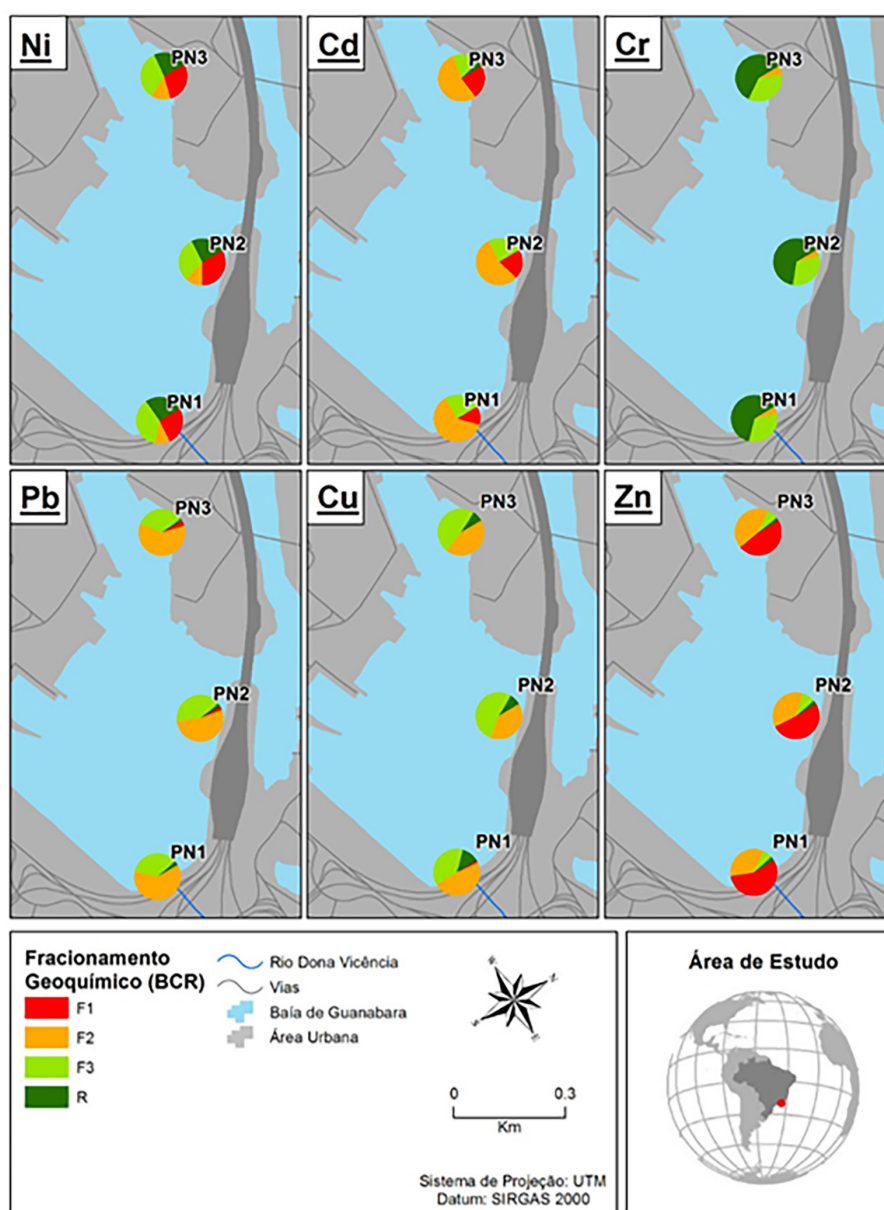 Ni
PN3
PN2
PN1
Cd
PN3
PN2
PN1
Cr
PN3
PN2
PN1
Pb
PN3
PN2
PN1
Cu
PN3
PN2
PN1
Zn
PN3
PN2
PN1
Fracionamento
Geoquímico (BCR)
F1
F2
F3
R
Rio Dona Vicência
Vias
Baía de Guanabara
Área Urbana
0 0.3
Km
Sistema de Projeção: UTM
Datum: SIRGAS 2000
Área de Estudo